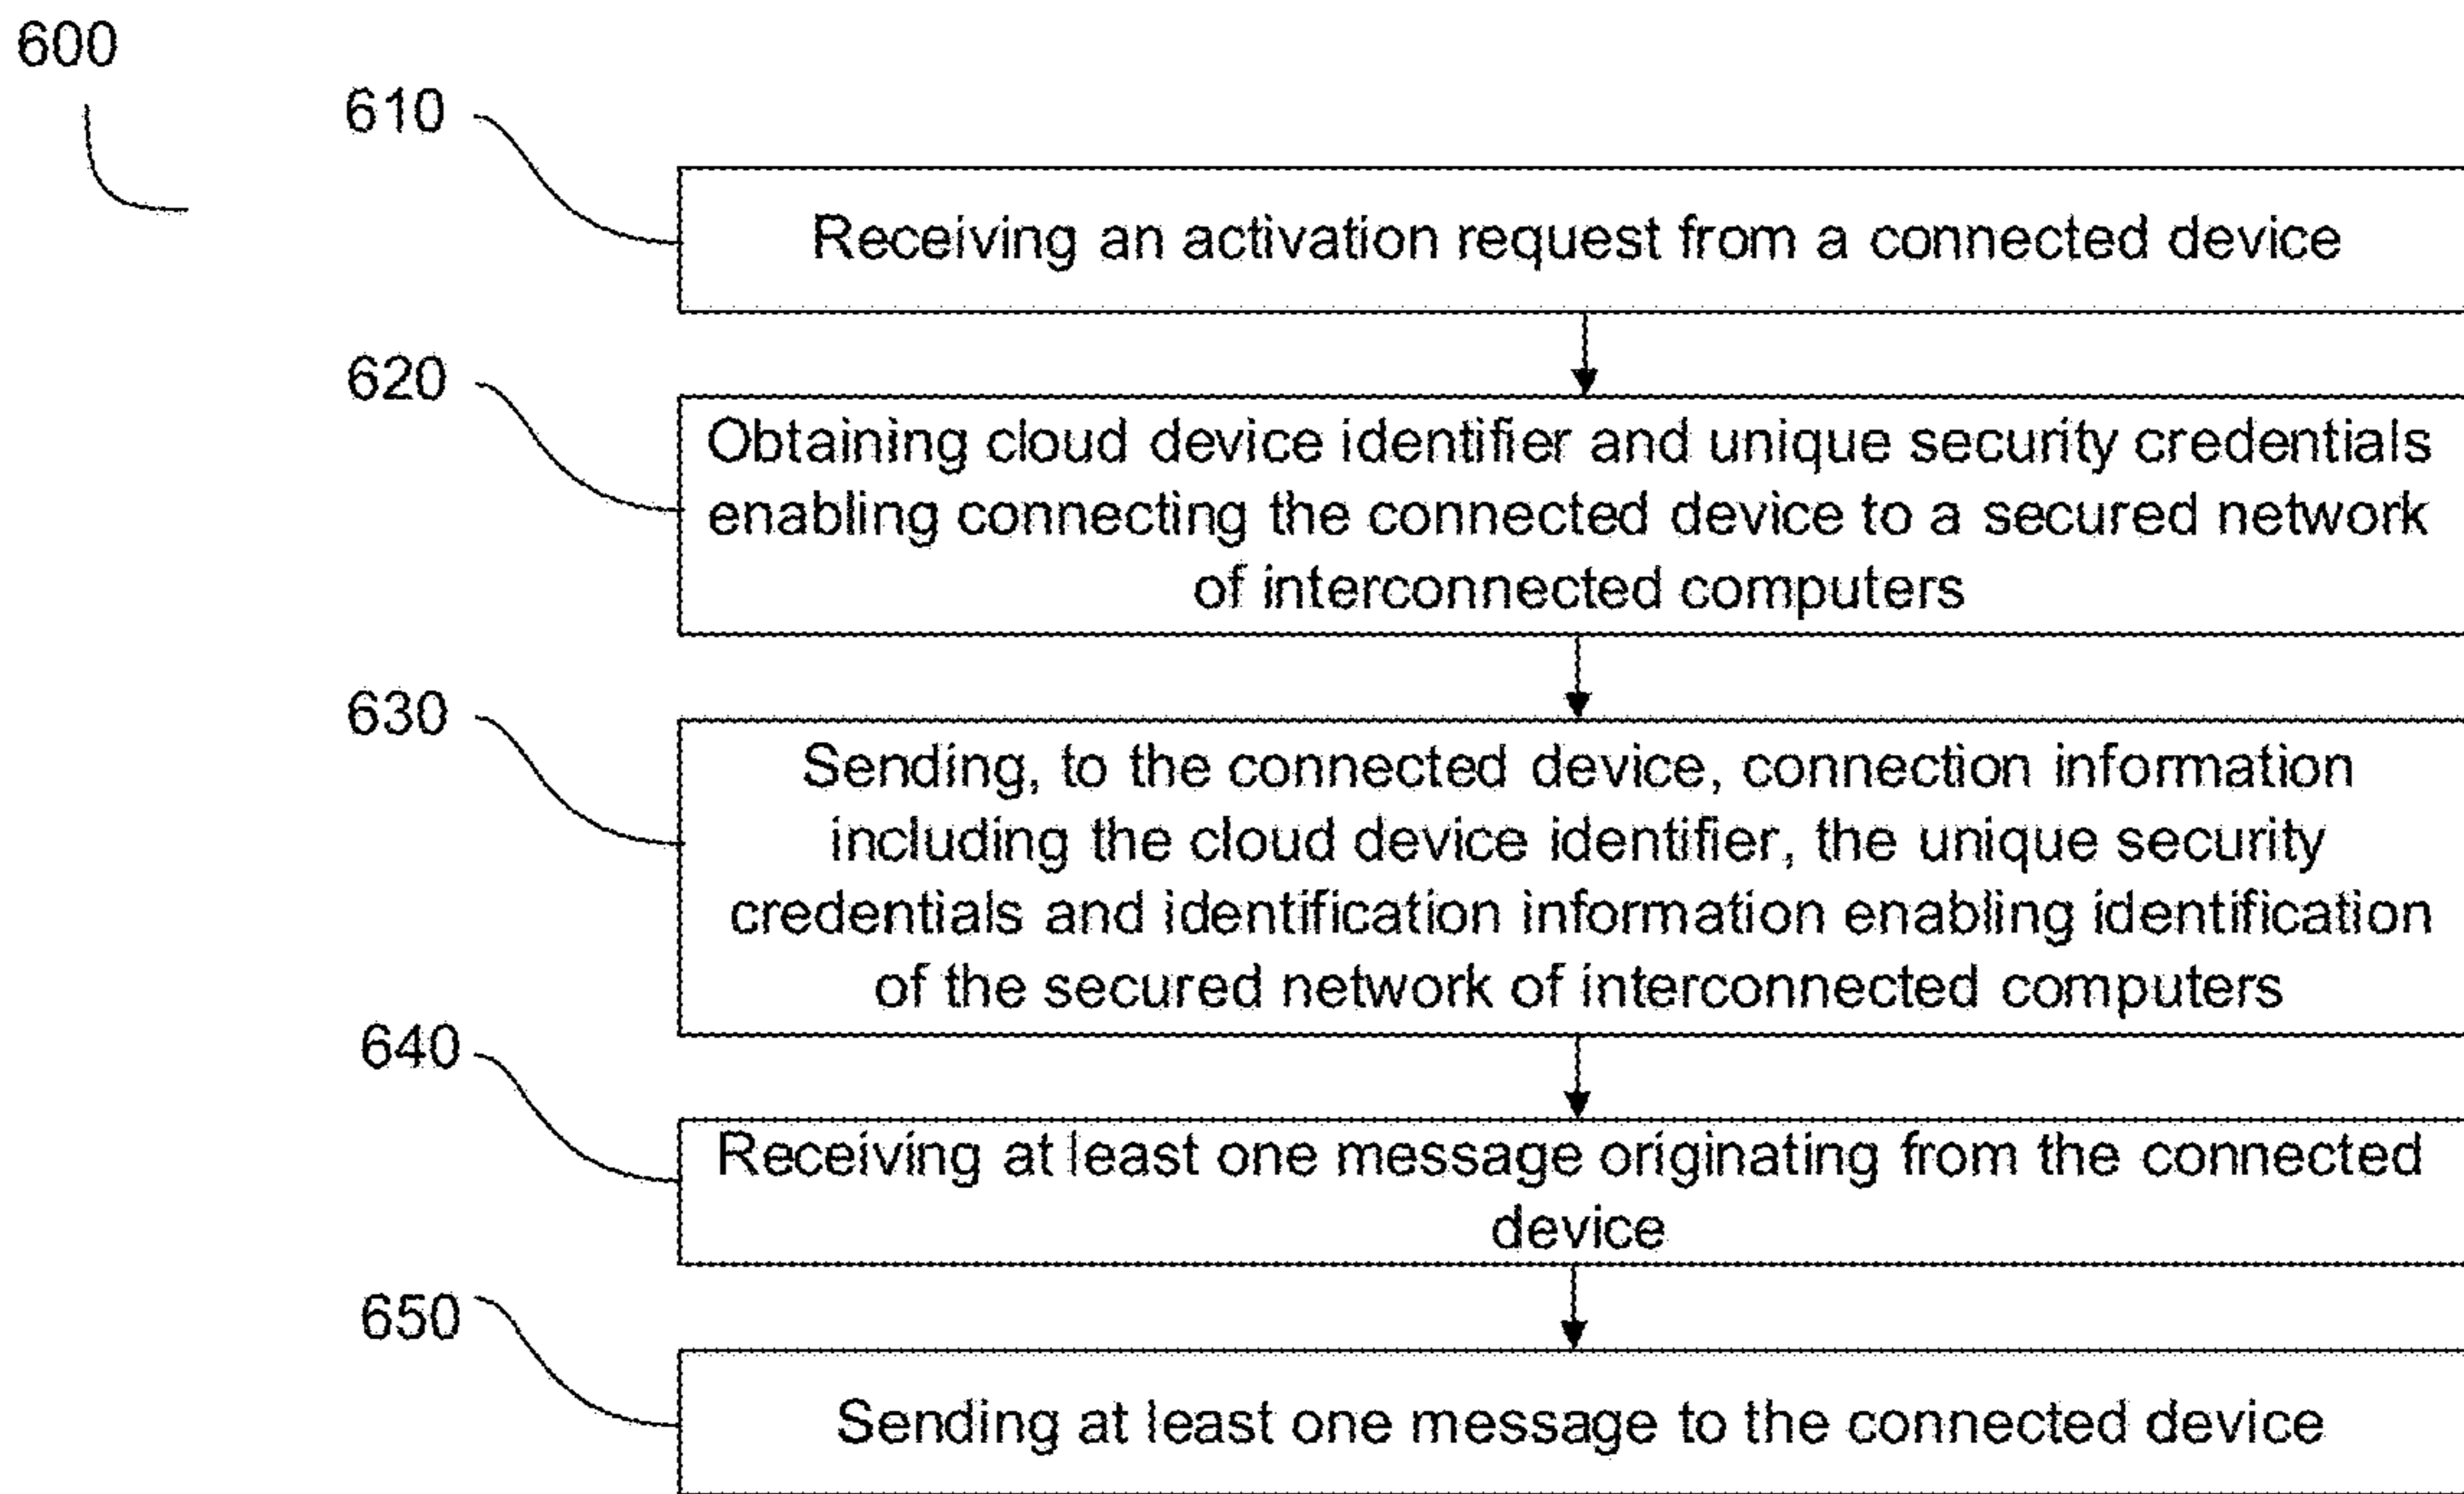 600
610
Receiving an activation request from a connected device
620
Obtaining cloud device identifier and unique security credentials
enabling connecting the connected device to a secured network
of interconnected computers
630
Sending, to the connected device, connection information
including the cloud device identifier, the unique security
credentials and identification information enabling identification
of the secured network of interconnected computers
640
Receiving at least one message originating from the connected
device
650
Sending at least one message to the connected device